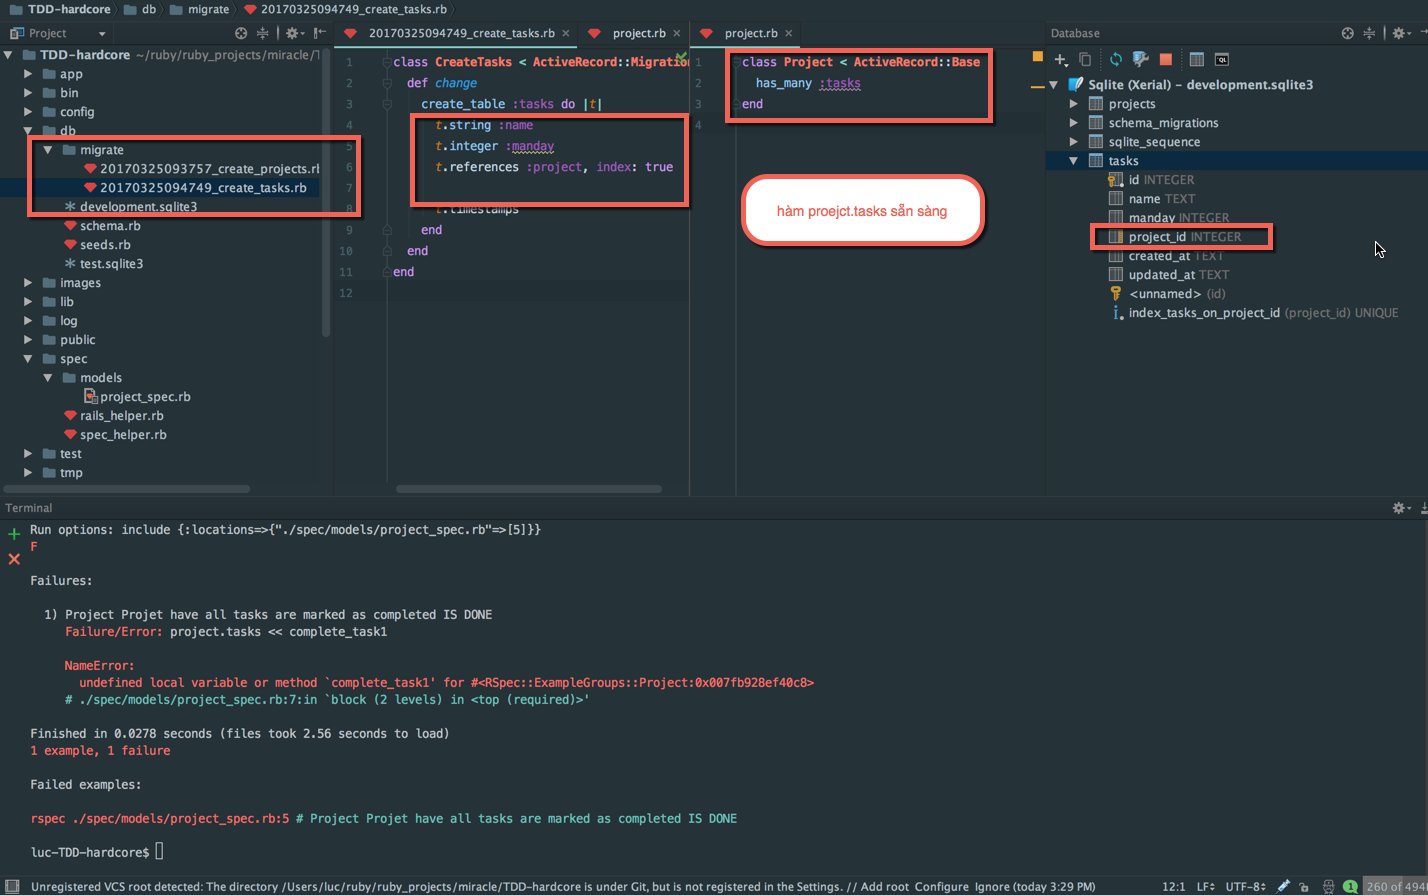 TDD-hardcore db migrate 20170325094749_create_tasks.rb
Project
TDD-hardcore ~/ruby/ruby_projects/miracle/
app
bin
config
db
migrate
20170325093757_create_projects.rb
20170325094749_create_tasks.rb
development.sqlite3
schema.rb
seeds.rb
test.sqlite3
images
lib
log
public
spec
models
project_spec.rb
rails_helper.rb
spec_helper.rb
test
tmp
20170325094749_create_tasks.rb project.rb
1 class CreateTasks < ActiveRecord::Migration
2 def change
3 create_table :tasks do |t|
4 t.string :name
5 t.integer :manday
6 t.references :project, index: true
7
8 t.timestamps
9 end
10 end
11 end
12
project.rb
1 class Project < ActiveRecord::Base
2 has_many :tasks
3 end
4
hàm proejct.tasks sẵn sàng
Database
Sqlite (Xerial) - development.sqlite3
projects
schema_migrations
sqlite_sequence
tasks
id INTEGER
name TEXT
manday INTEGER
project_id INTEGER
created_at TEXT
updated_at TEXT
<unnamed> (id)
index_tasks_on_project_id (project_id) UNIQUE
Terminal
Run options: include {:locations=>{"./spec/models/project_spec.rb"=>[5]}}
F
Failures:
1) Project Projet have all tasks are marked as completed IS DONE
Failure/Error: project.tasks << complete_task1
NameError:
undefined local variable or method `complete_task1' for #<RSpec::ExampleGroups::Project:0x007fb928ef40c8>
# ./spec/models/project_spec.rb:7:in `block (2 levels) in <top (required)>'
Finished in 0.0278 seconds (files took 2.56 seconds to load)
1 example, 1 failure
Failed examples:
rspec ./spec/models/project_spec.rb:5 # Project Projet have all tasks are marked as completed IS DONE
luc-TDD-hardcore$
Unregistered VCS root detected: The directory /Users/luc/ruby/ruby_projects/miracle/TDD-hardcore is under Git, but is not registered in the Settings. // Add root Configure Ignore (today 3:29 PM) 12:1 LF UTF-8 1 260 of 494